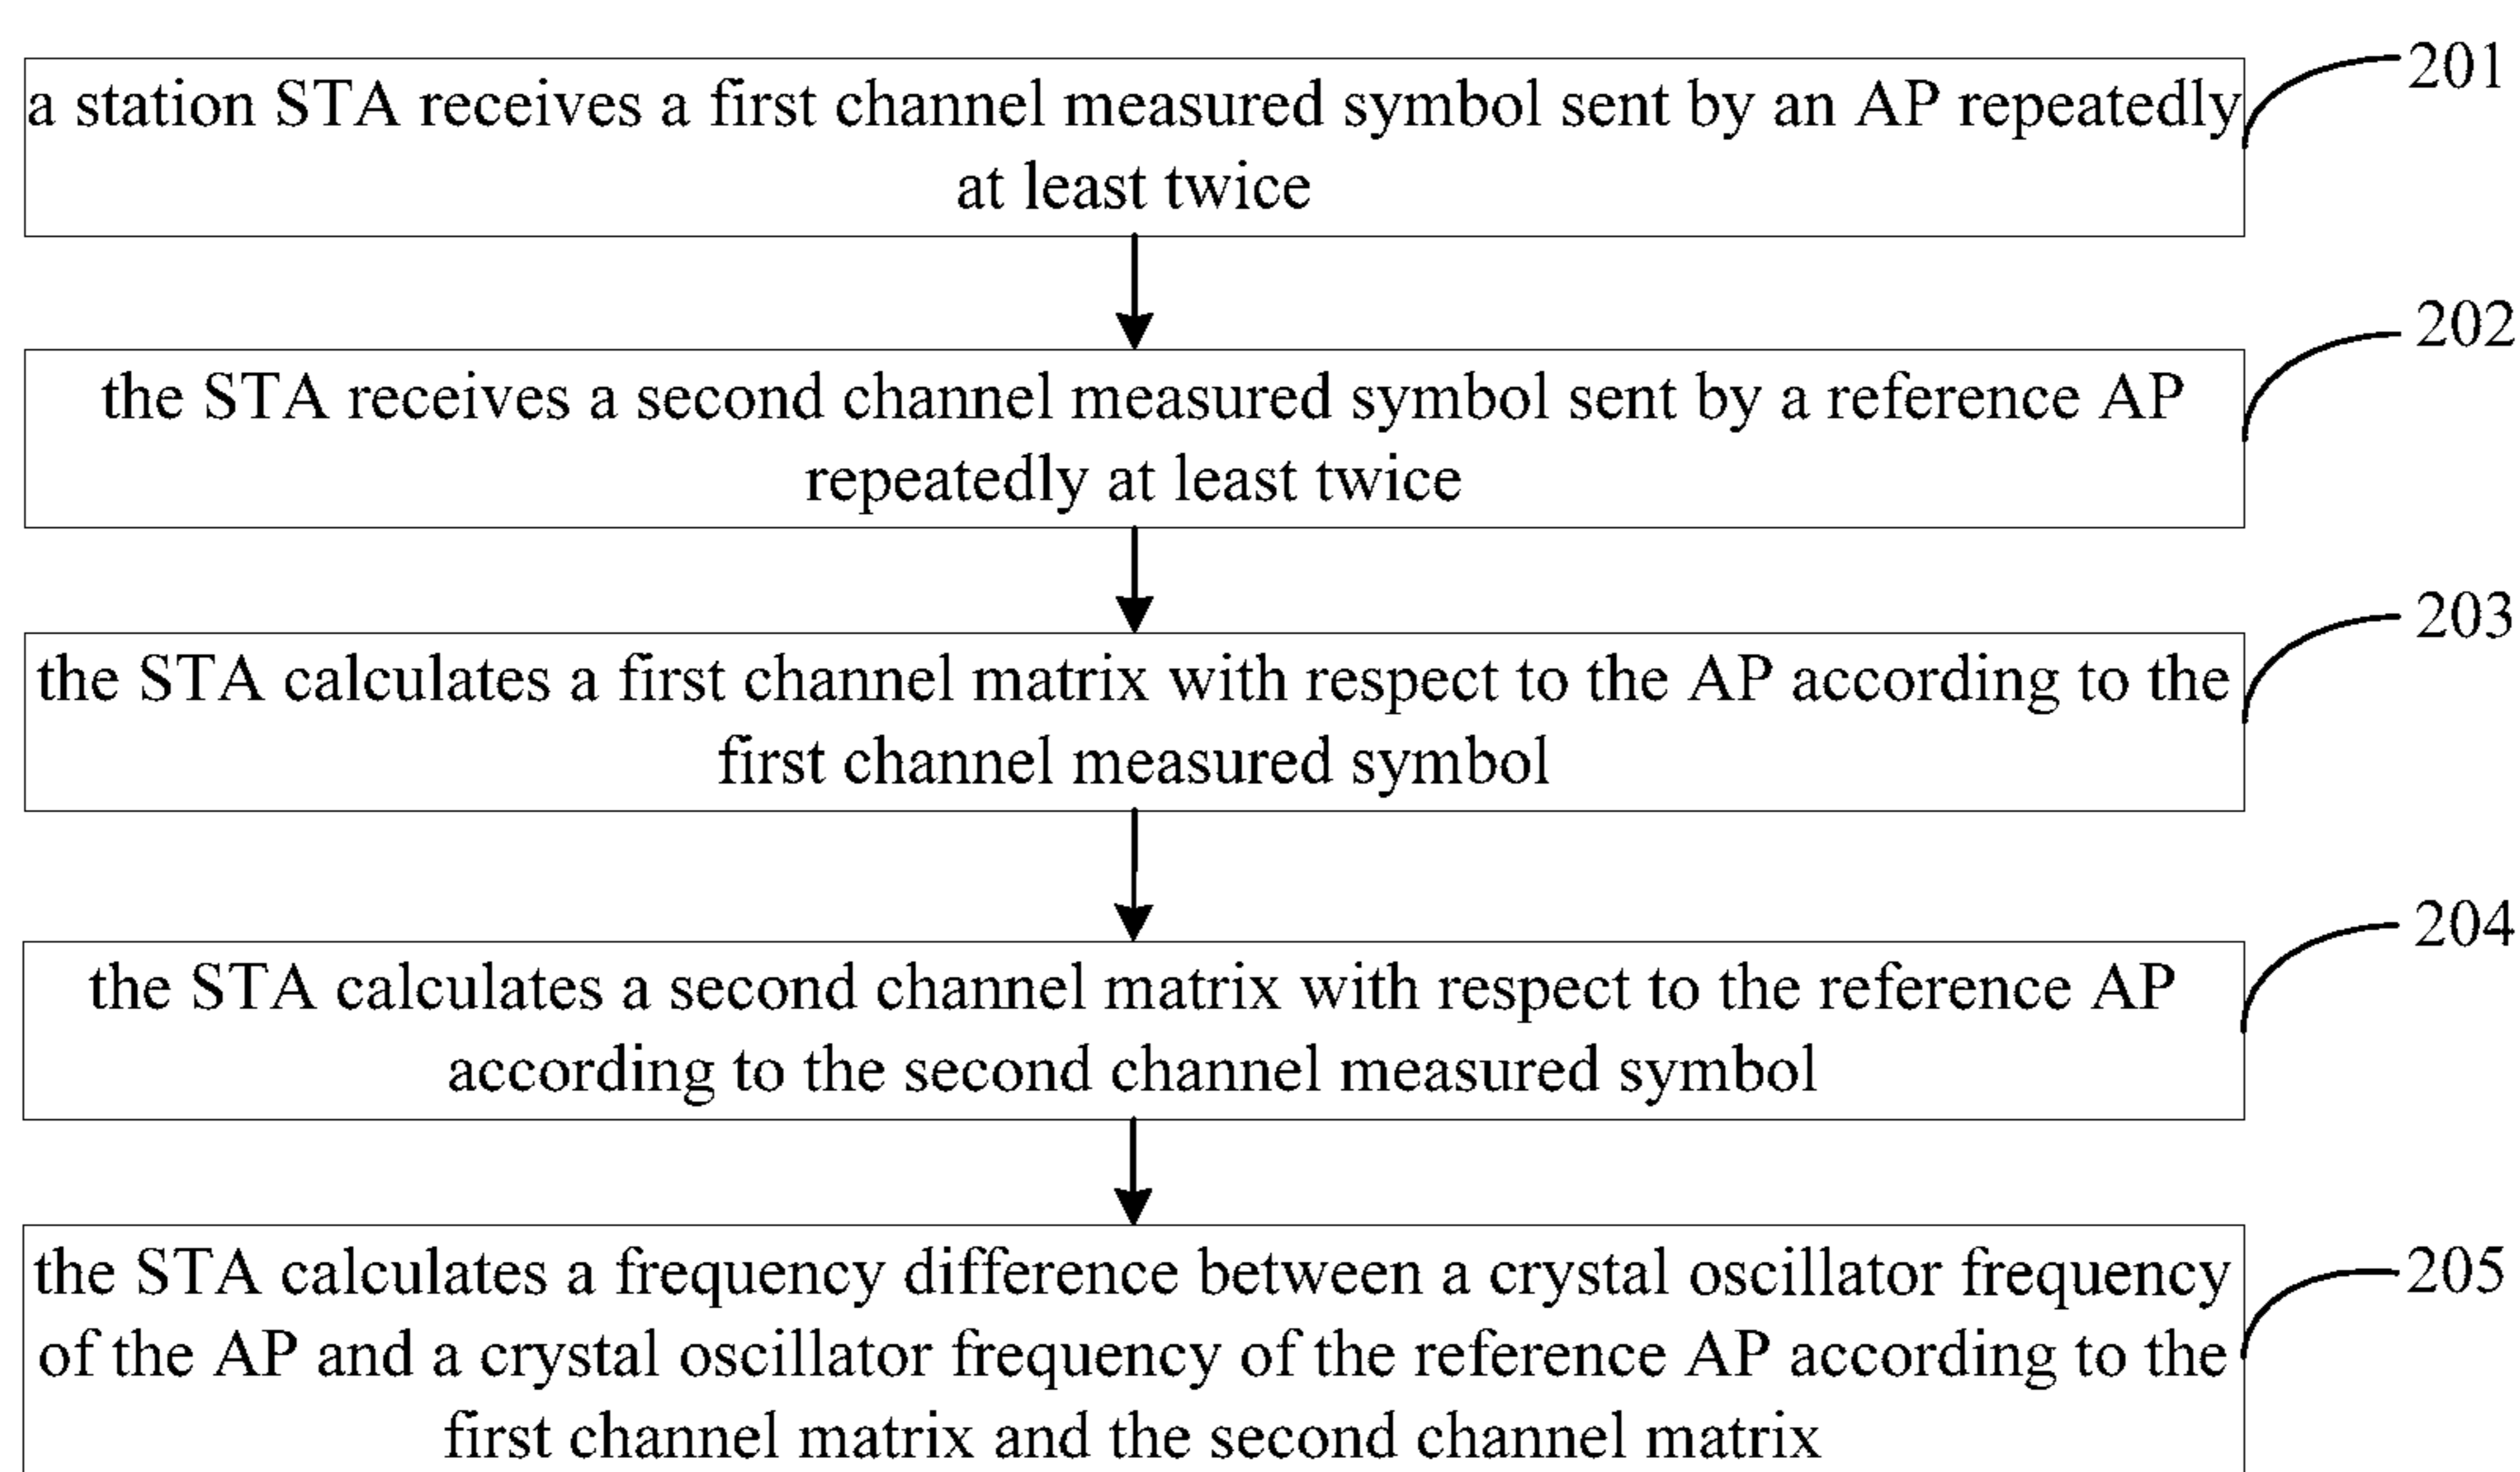 201
a station STA receives a first channel measured symbol sent by an AP repeatedly
at least twice
202
the STA receives a second channel measured symbol sent by a reference AP
repeatedly at least twice
203
the STA calculates a first channel matrix with respect to the AP according to the
first channel measured symbol
204
the STA calculates a second channel matrix with respect to the reference AP
according to the second channel measured symbol
205
the STA calculates a frequency difference between a crystal oscillator frequency
of the AP and a crystal oscillator frequency of the reference AP according to the
first channel matrix and the second channel matrix